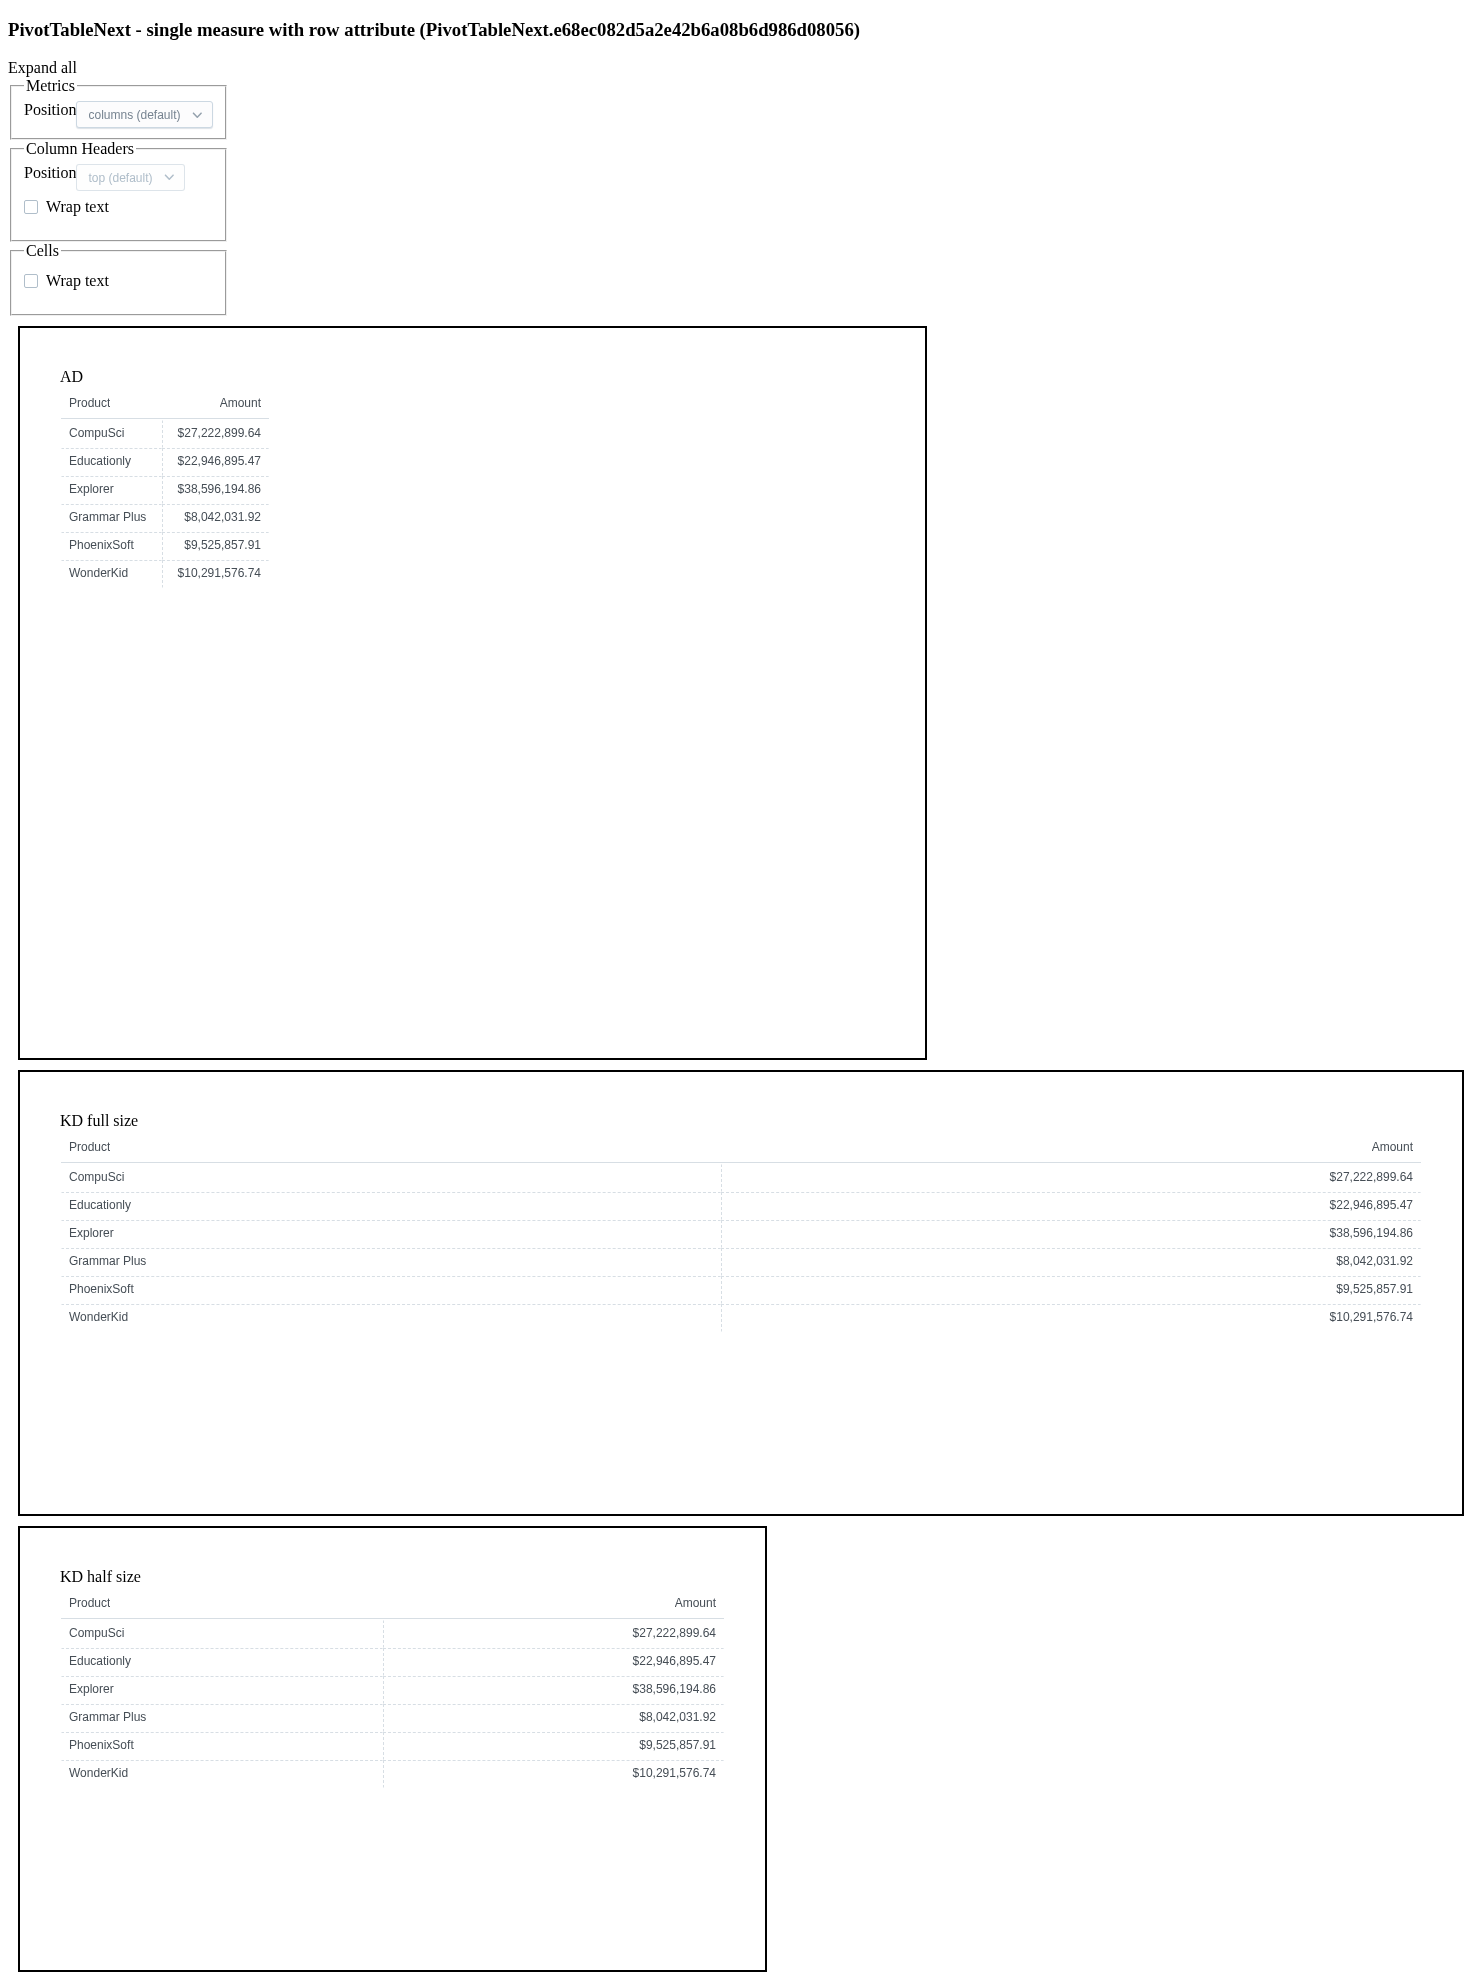 PivotTableNext - single measure with row attribute (PivotTableNext.e68ec082d5a2e42b6a08b6d986d08056)
Expand all
Metrics
Position columns (default)
Column Headers
Position top (default)
Wrap text
Cells
Wrap text
AD
Product Amount
CompuSci $27,222,899.64
Educationly $22,946,895.47
Explorer $38,596,194.86
Grammar Plus $8,042,031.92
PhoenixSoft $9,525,857.91
WonderKid $10,291,576.74
KD full size
Product Amount
CompuSci $27,222,899.64
Educationly $22,946,895.47
Explorer $38,596,194.86
Grammar Plus $8,042,031.92
PhoenixSoft $9,525,857.91
WonderKid $10,291,576.74
KD half size
Product Amount
CompuSci $27,222,899.64
Educationly $22,946,895.47
Explorer $38,596,194.86
Grammar Plus $8,042,031.92
PhoenixSoft $9,525,857.91
WonderKid $10,291,576.74